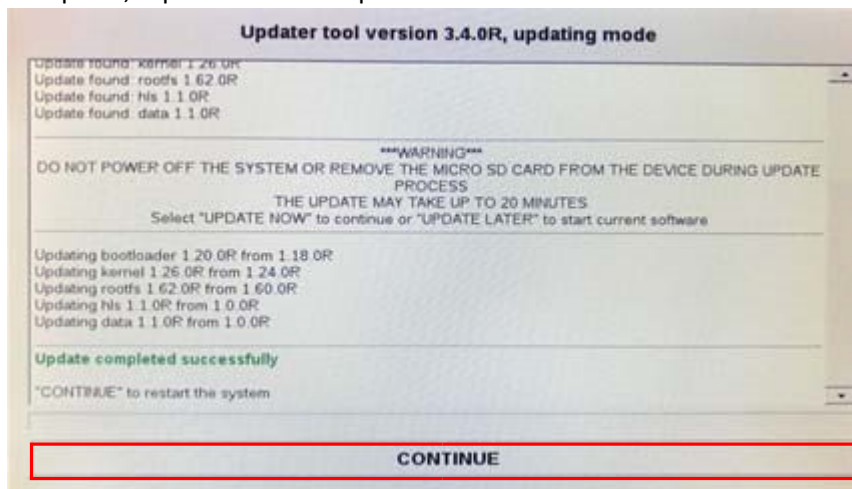 Updater tool version 3.4.0R, updating mode
Update found: kernel 1.26.0R
Update found: rootfs 1.62.0R
Update found: hls 1.1.0R
Update found: data 1.1.0R
***WARNING***
DO NOT POWER OFF THE SYSTEM OR REMOVE THE MICRO SD CARD FROM THE DEVICE DURING UPDATE
PROCESS
THE UPDATE MAY TAKE UP TO 20 MINUTES
Select "UPDATE NOW" to continue or "UPDATE LATER" to start current software
Updating bootloader 1.20.0R from 1.18.0R
Updating kernel 1.26.0R from 1.24.0R
Updating rootfs 1.62.0R from 1.60.0R
Updating hls 1.1.0R from 1.0.0R
Updating data 1.1.0R from 1.0.0R
Update completed successfully
"CONTINUE" to restart the system
CONTINUE